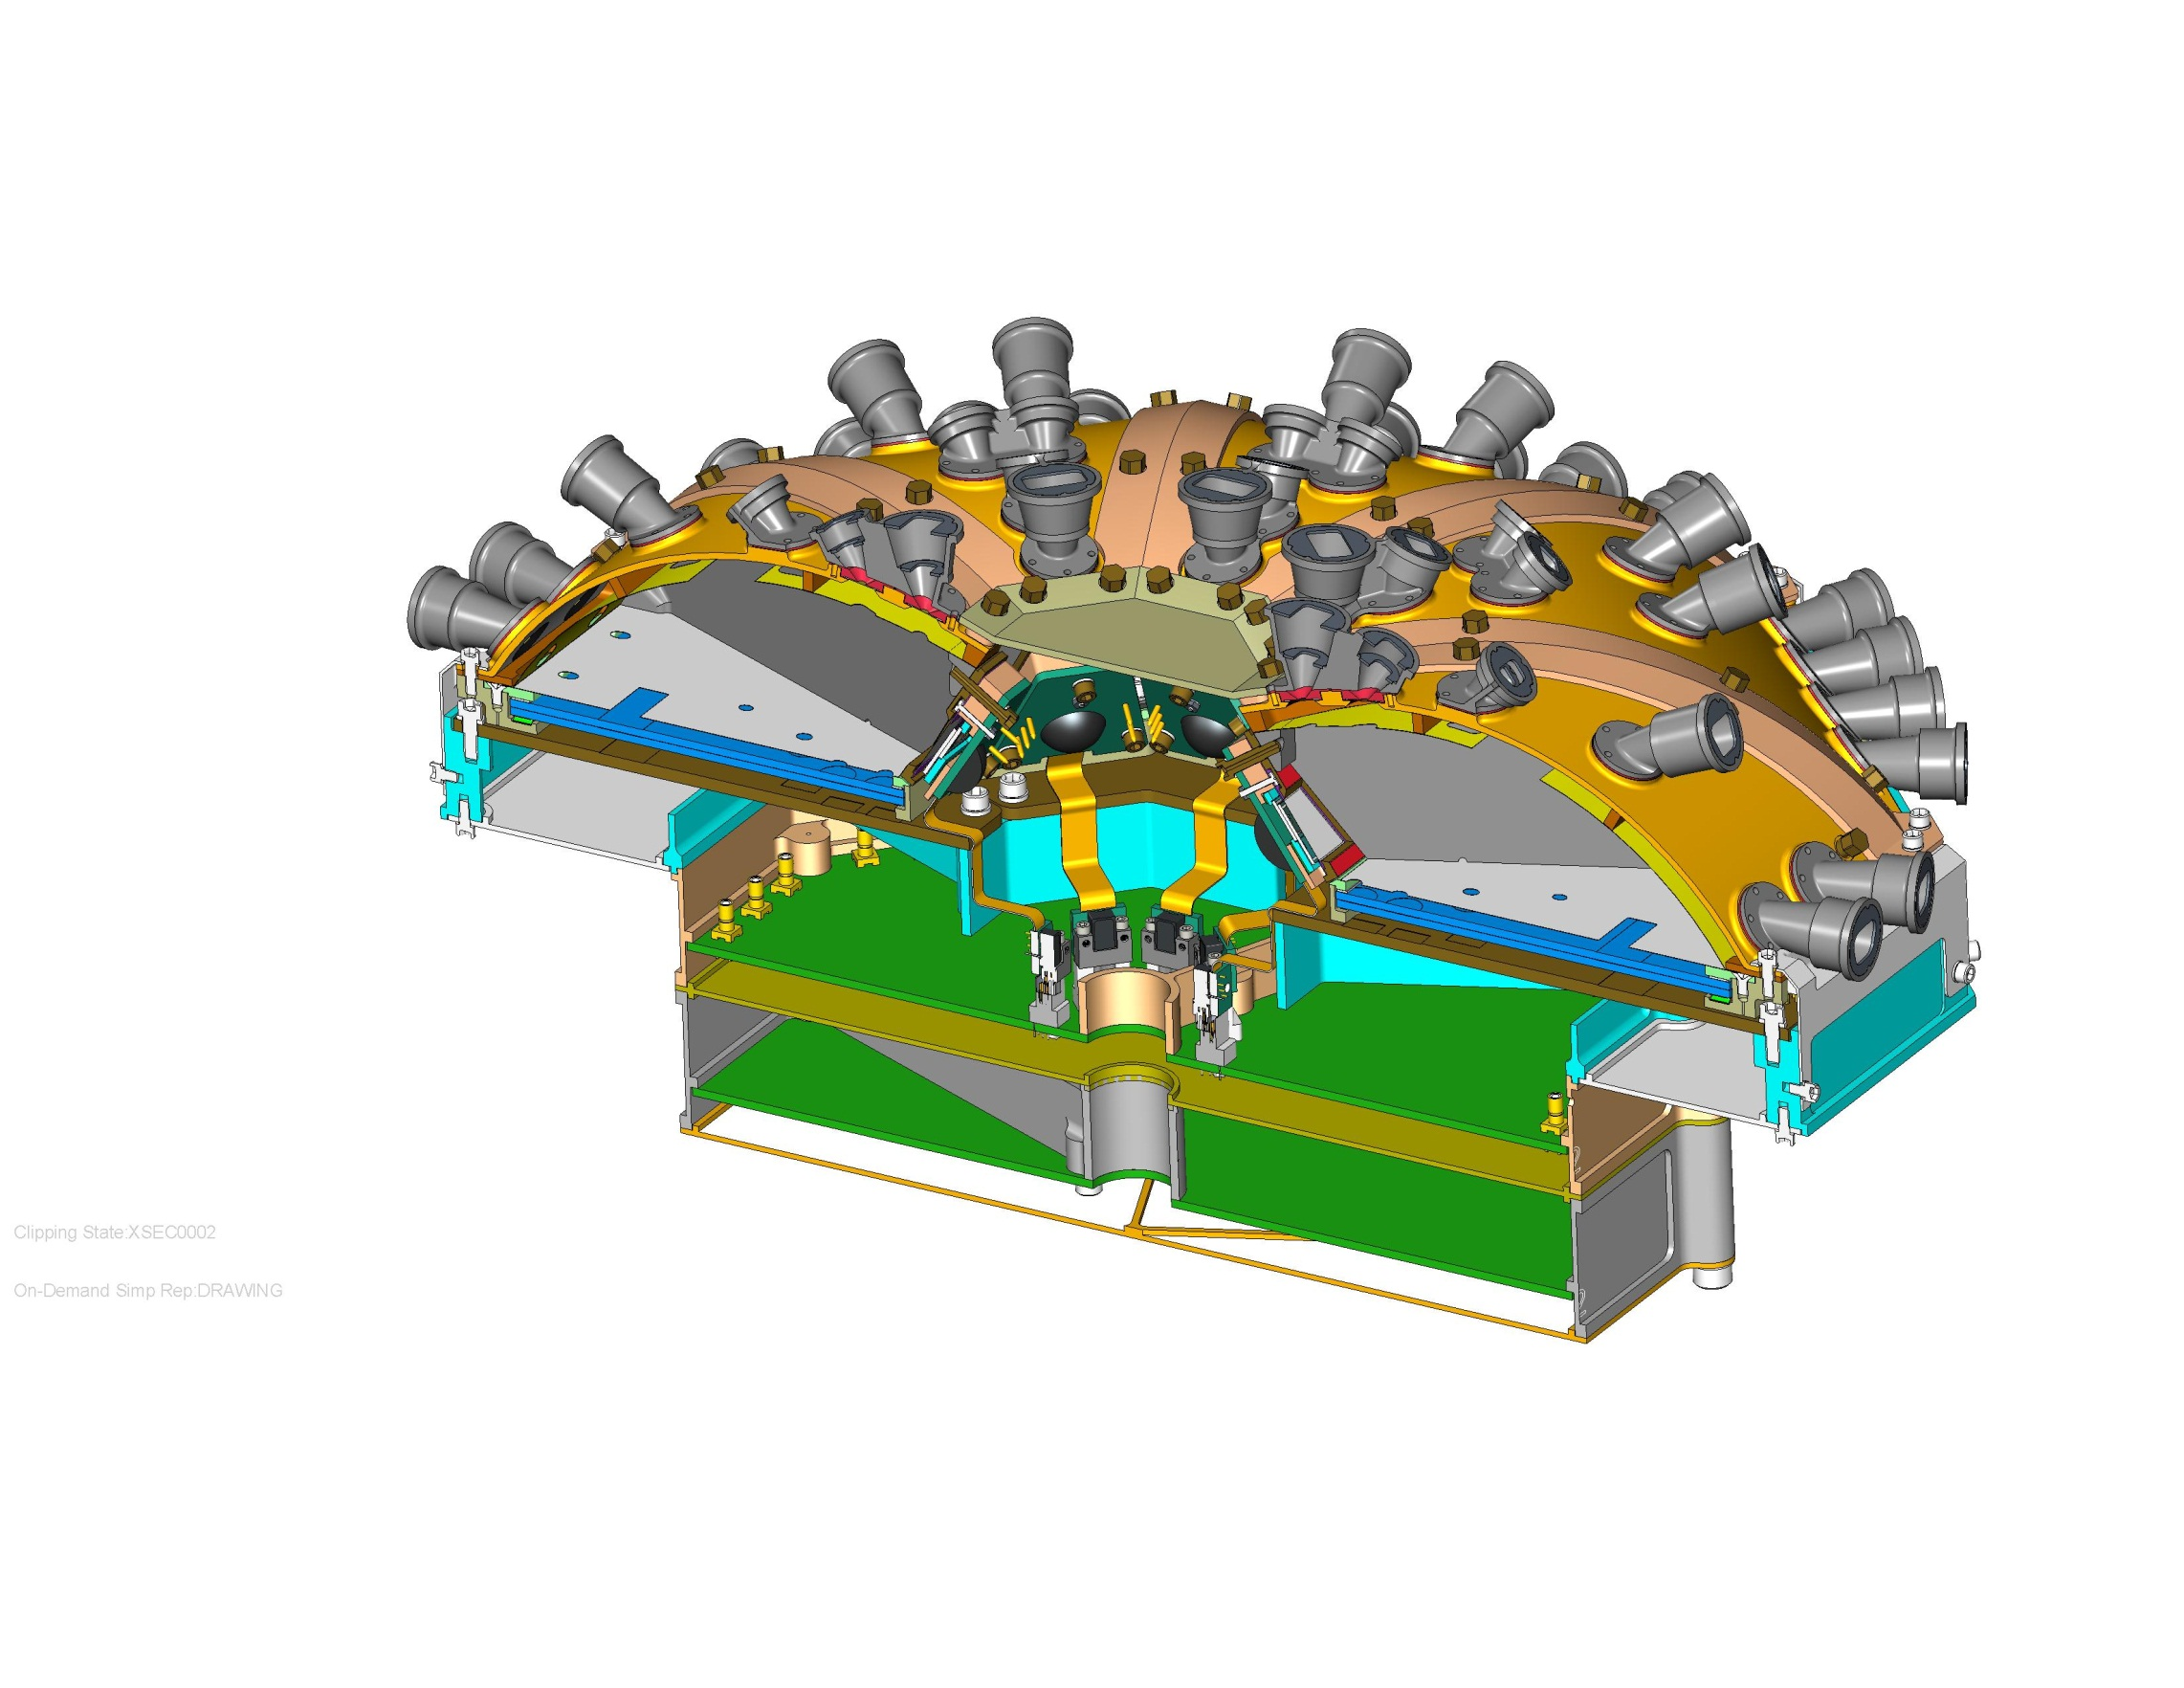 Clipping State:XSEC0002
On-Demand Simp Rep:DRAWING